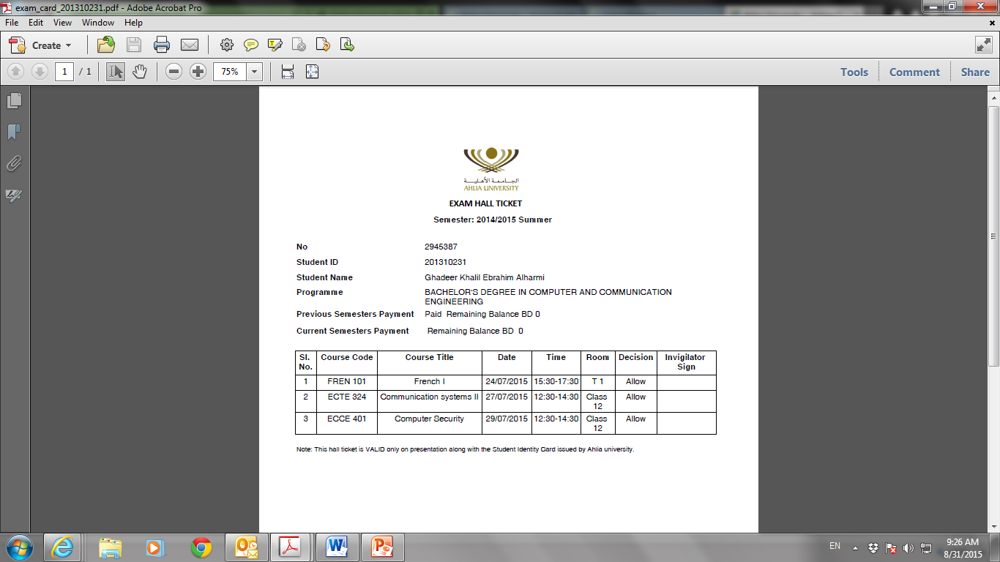 exam_card_201310231.pdf - Adobe Acrobat Pro
File Edit View Window Help
Create
1 / 1 75% Tools Comment Share
الجامعة الأهلية
AHLIA UNIVERSITY
EXAM HALL TICKET
Semester: 2014/2015 Summer
No 2945387
Student ID 201310231
Student Name Ghadeer Khalil Ebrahim Alharmi
Programme BACHELOR'S DEGREE IN COMPUTER AND COMMUNICATION
ENGINEERING
Previous Semesters Payment Paid Remaining Balance BD 0
Current Semesters Payment Remaining Balance BD 0
Sl. Course Code Course Title Date Time Room Decision Invigilator
No. Sign
1 FREN 101 French I 24/07/2015 15:30-17:30 T 1 Allow
2 ECTE 324 Communication systems II 27/07/2015 12:30-14:30 Class Allow
12
3 ECCE 401 Computer Security 29/07/2015 12:30-14:30 Class Allow
12
Note: This hall ticket is VALID only on presentation along with the Student Identity Card issued by Ahlia university.
EN 9:26 AM
8/31/2015